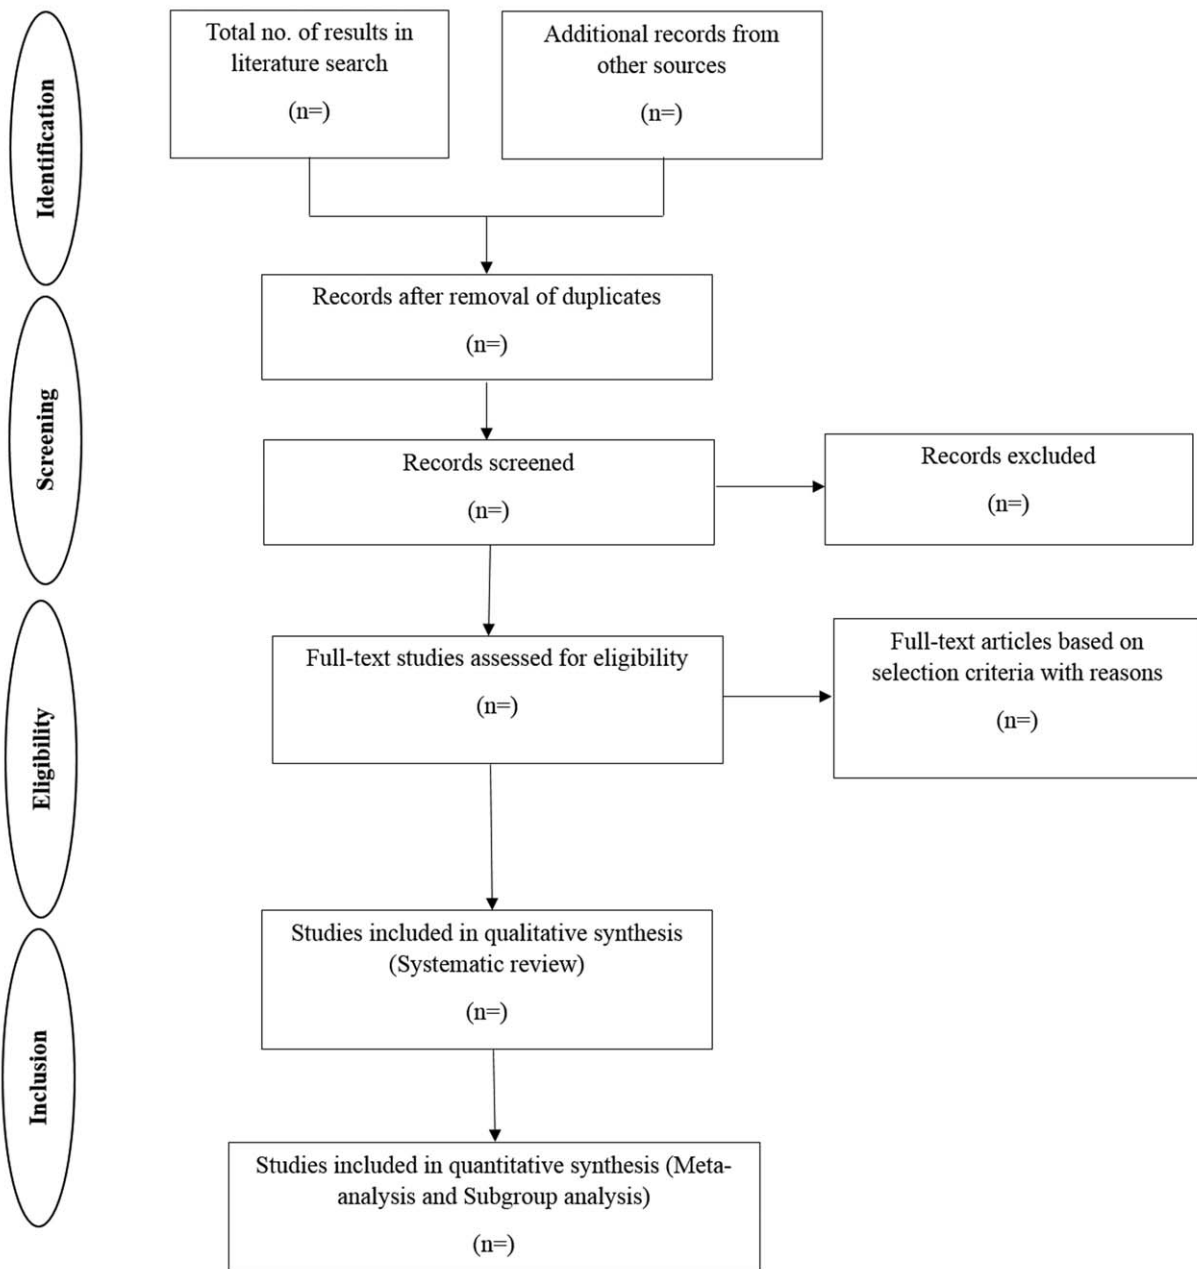 Identification
Total no. of results in
literature search
(n=)
Additional records from
other sources
(n=)
Records after removal of duplicates
(n=)
Screening
Records screened
(n=)
Records excluded
(n=)
Eligibility
Full-text studies assessed for eligibility
(n=)
Full-text articles based on
selection criteria with reasons
(n=)
Inclusion
Studies included in qualitative synthesis
(Systematic review)
(n=)
Studies included in quantitative synthesis (Meta-
analysis and Subgroup analysis)
(n=)